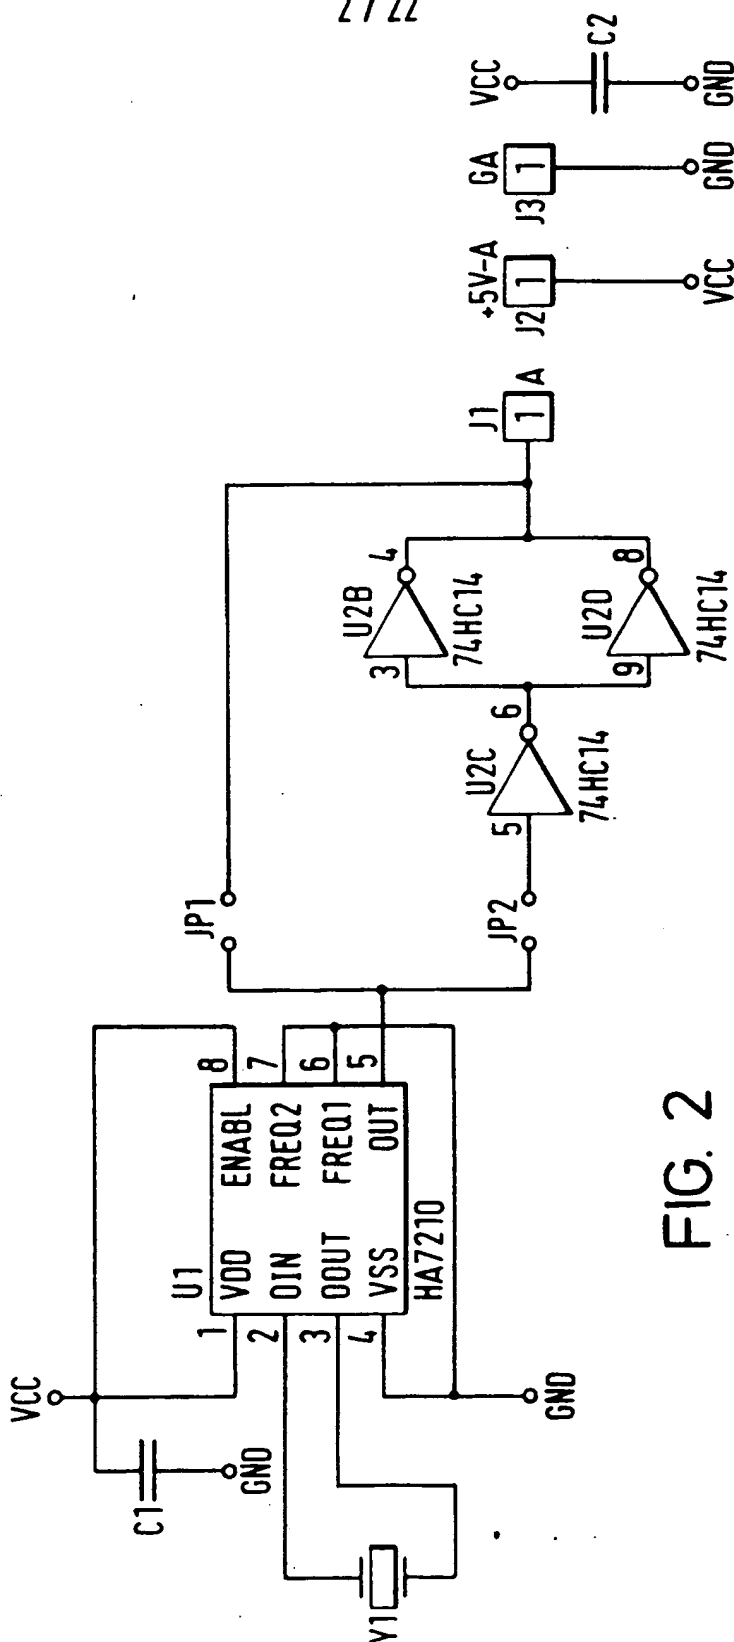 VCC
C1
GND
Y1
U1
1 VDD ENABL 8
2 OIN FREQ2 7
3 OOUT FREQ1 6
4 VSS OUT 5
HA7210
GND
JP1
JP2
U2C
5 6
74HC14
U2B
3 4
74HC14
U2D
9 8
74HC14
J1
1 A
+5V-A
J2 1
VCC
GA
J3 1
GND
VCC
C2
GND
FIG. 2